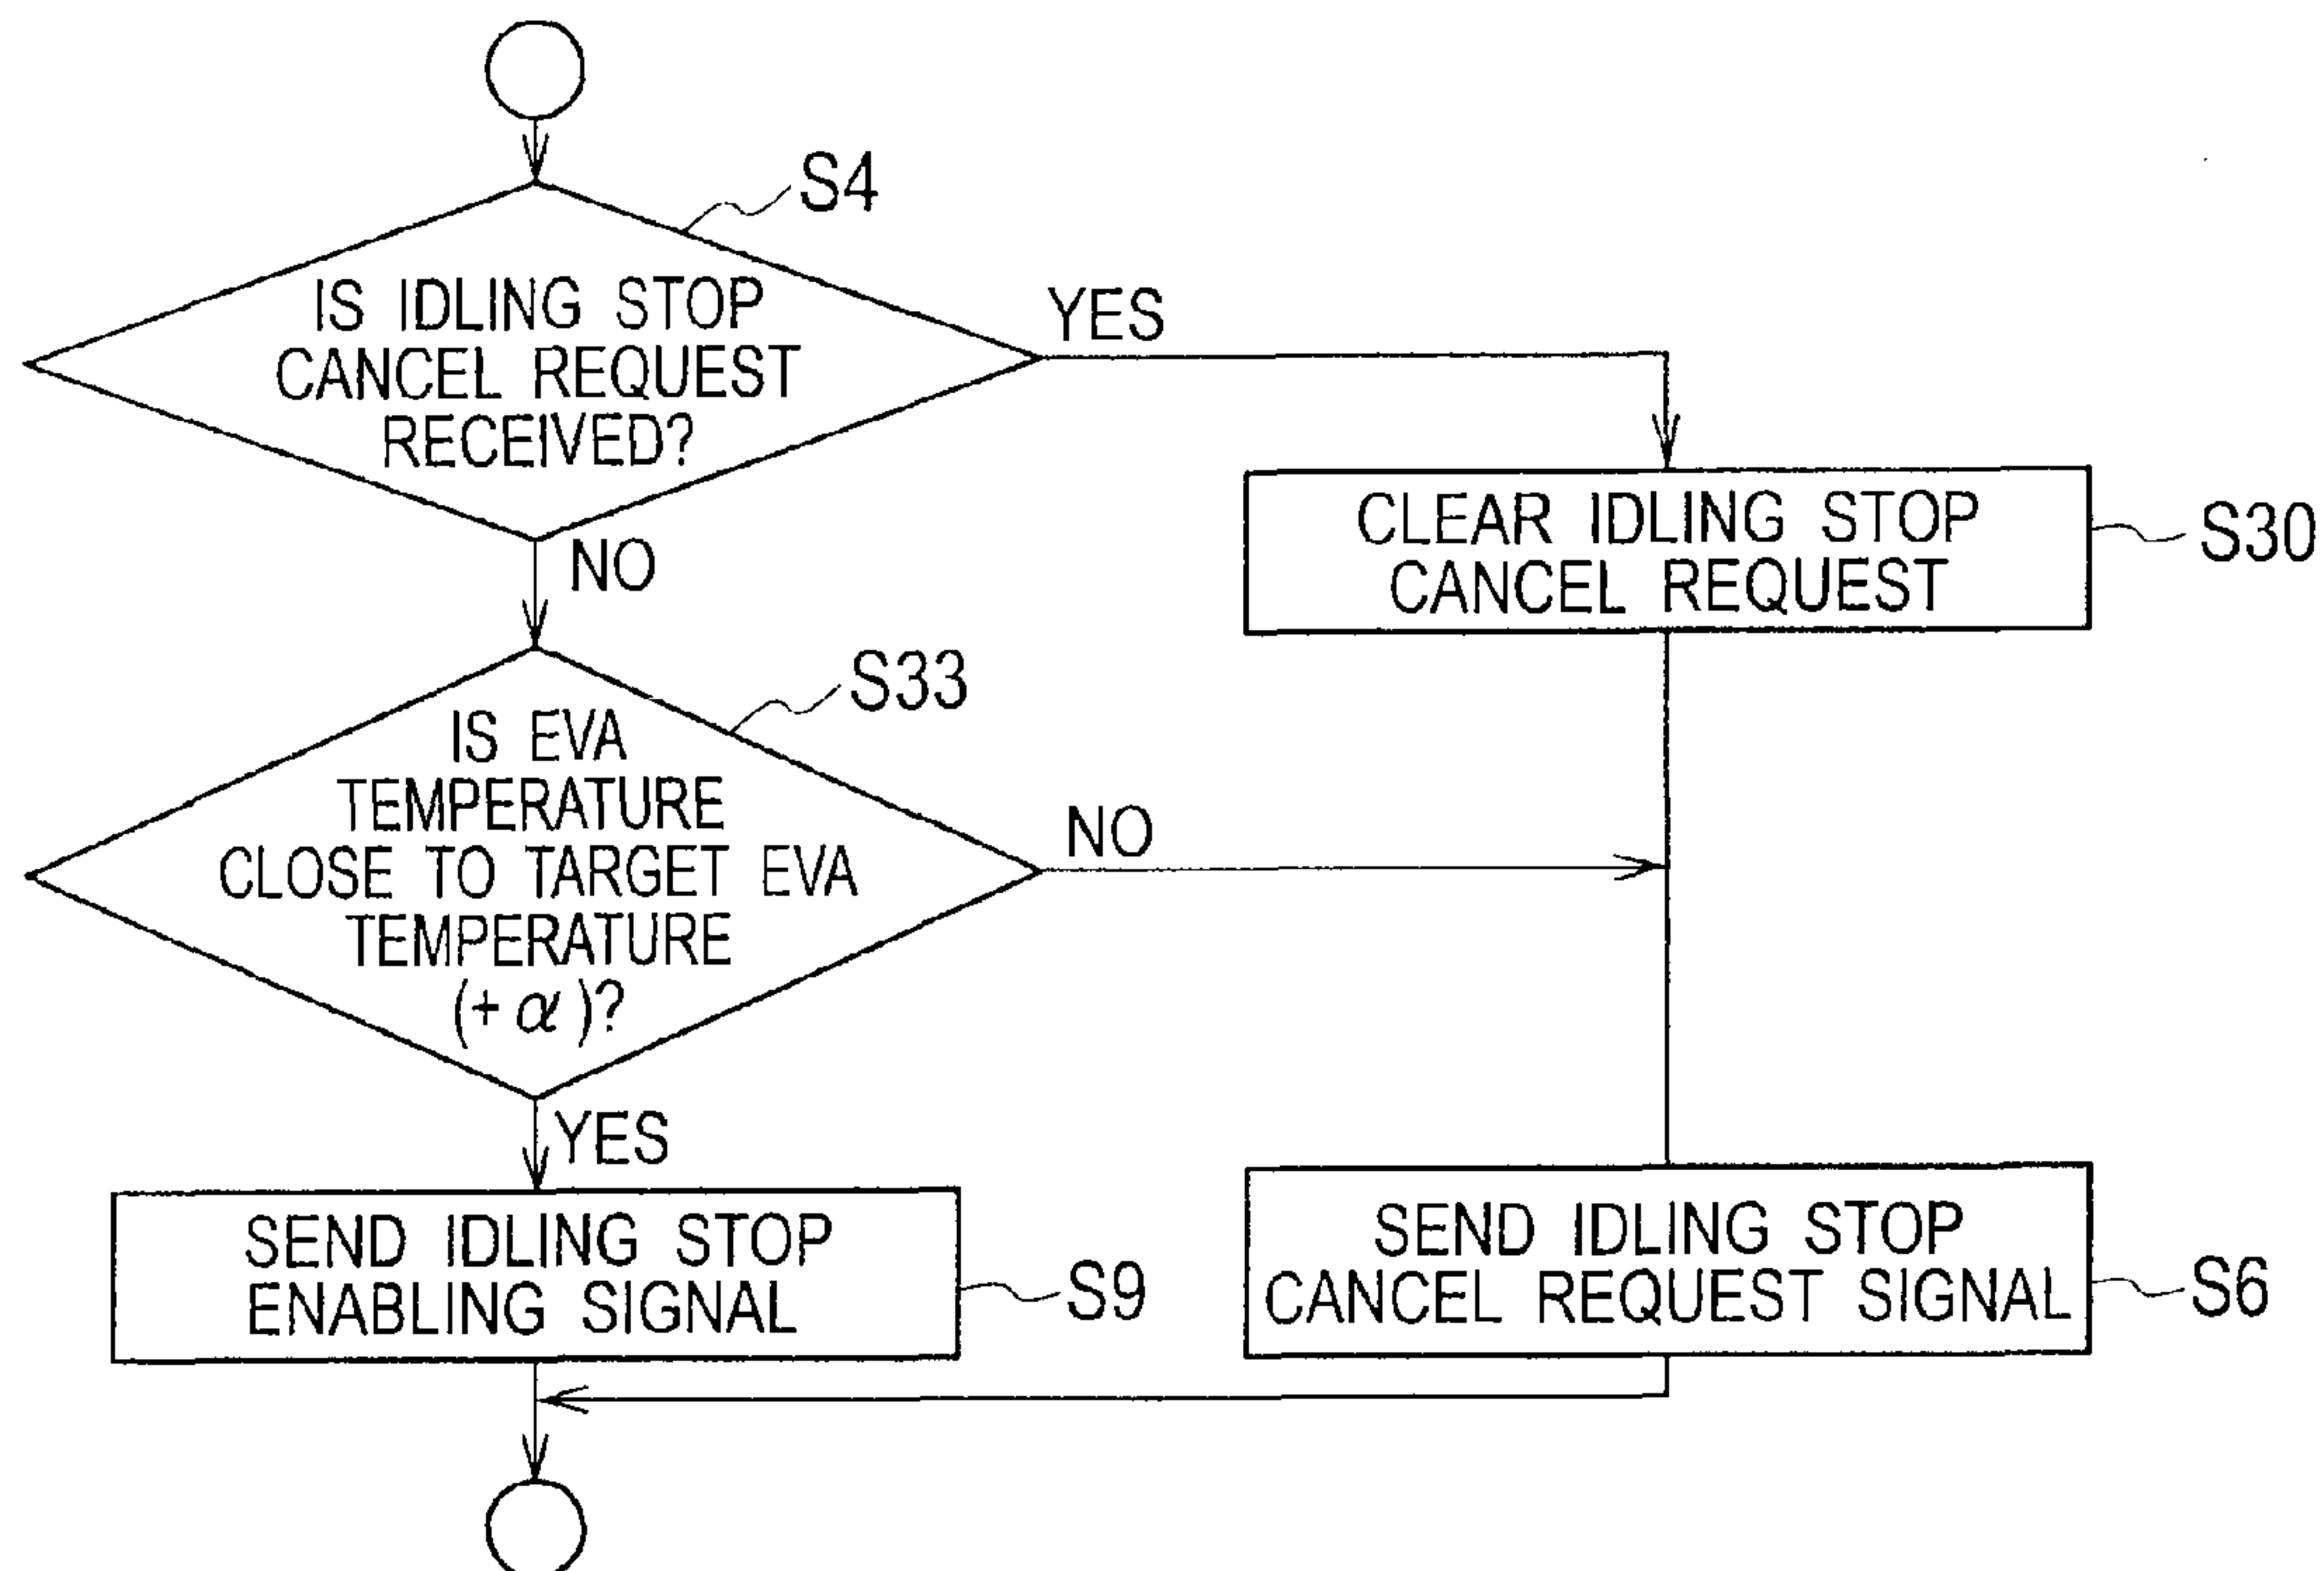 S4
IS IDLING STOP
CANCEL REQUEST
RECEIVED?
YES
NO
CLEAR IDLING STOP
CANCEL REQUEST
S30
S33
IS EVA
TEMPERATURE
CLOSE TO TARGET EVA
TEMPERATURE
(+ α)?
NO
YES
SEND IDLING STOP
ENABLING SIGNAL
S9
SEND IDLING STOP
CANCEL REQUEST SIGNAL
S6